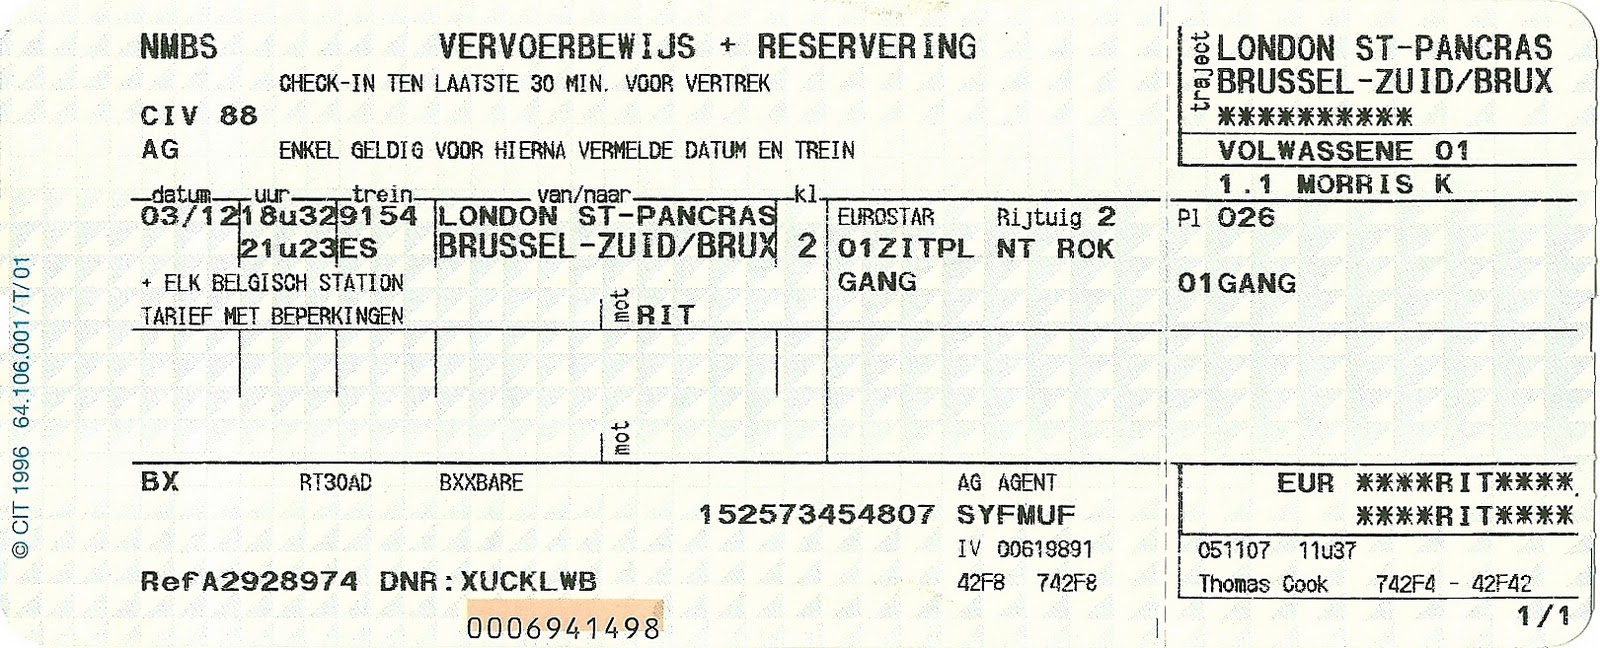 NMBS VERVOERBEWIJS + RESERVERING
CHECK-IN TEN LAATSTE 30 MIN. VOOR VERTREK
CIV 88
AG ENKEL GELDIG VOOR HIERNA VERMELDE DATUM EN TREIN
traject LONDON ST-PANCRAS
BRUSSEL-ZUID/BRUX
**********
VOLWASSENE 01
1.1 MORRIS K
datum uur trein van/naar kl
03/12 18u32 9154 LONDON ST-PANCRAS EUROSTAR Rijtuig 2 Pl 026
21u23 ES BRUSSEL-ZUID/BRUX 2 01ZITPL NT ROK
+ ELK BELGISCH STATION GANG 01GANG
TARIEF MET BEPERKINGEN mot RIT
mot
BX RT30AD BXXBARE AG AGENT EUR ****RIT****
152573454807 SYFMUF ****RIT****
IV 00619891 051107 11u37
RefA2928974 DNR:XUCKLWB 42F8 742F8 Thomas Cook 742F4 - 42F42
0006941498 1/1
© CIT 1996 64.106.001/T/01